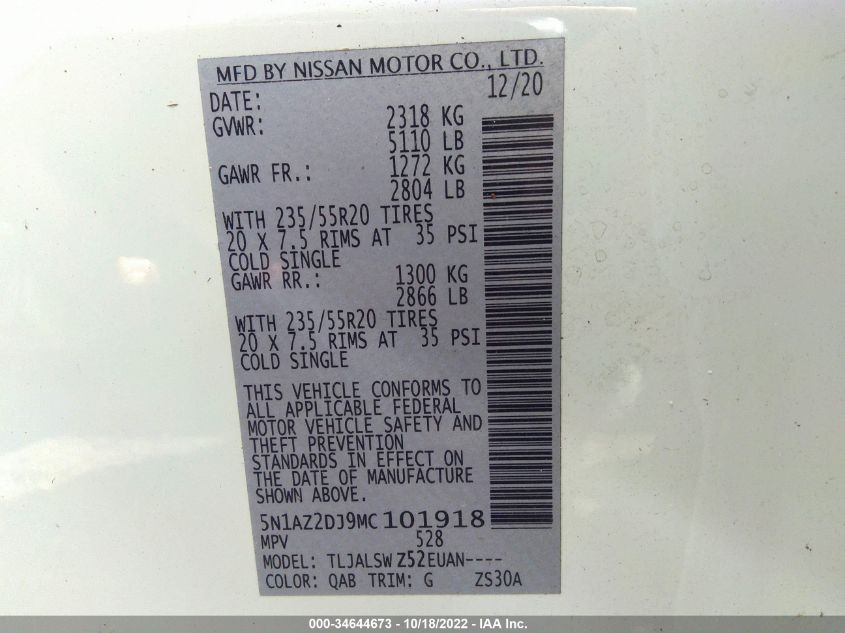 MFD BY NISSAN MOTOR CO., LTD.
DATE: 12/20
GVWR: 2318 KG
5110 LB
GAWR FR.: 1272 KG
2804 LB
WITH 235/55R20 TIRES
20 X 7.5 RIMS AT 35 PSI
COLD SINGLE
GAWR RR.: 1300 KG
2866 LB
WITH 235/55R20 TIRES
20 X 7.5 RIMS AT 35 PSI
COLD SINGLE
THIS VEHICLE CONFORMS TO
ALL APPLICABLE FEDERAL
MOTOR VEHICLE SAFETY AND
THEFT PREVENTION
STANDARDS IN EFFECT ON
THE DATE OF MANUFACTURE
SHOWN ABOVE.
5N1AZ2DJ9MC101918
MPV 528
MODEL: TLJALSWZ52EUAN----
COLOR: QAB TRIM: G ZS30A
000-34644673 - 10/18/2022 - IAA Inc.